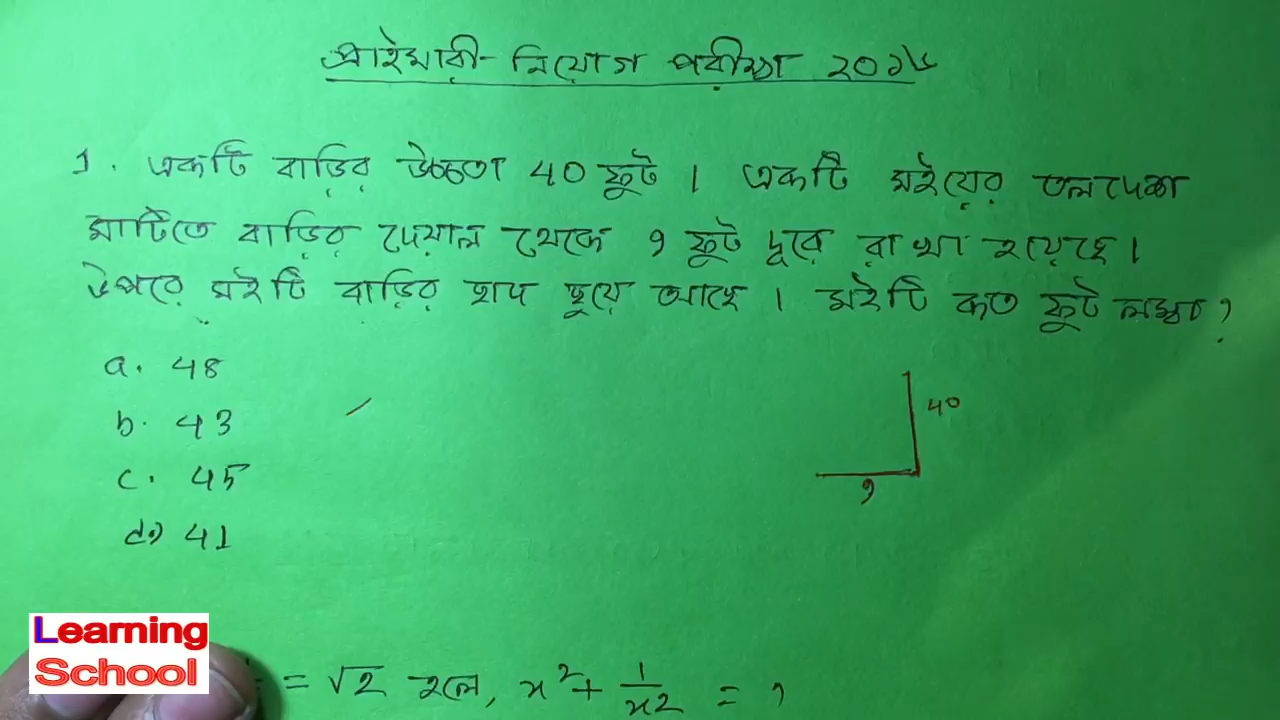 প্রাইমারী নিয়োগ পরীক্ষা ২০১৮
1. একটি বাড়ির উচ্চতা 40 ফুট । একটি মইয়ের তলদেশ
মাটিতে বাড়ির দেয়াল থেকে 9 ফুট দূরে রাখা হয়েছে।
উপরে মইটি বাড়ির ছাদ ছুয়ে আছে । মইটি কত ফুট লম্বা ?
a. 48
b. 43
c. 45
d) 41
40
9
Learning
School
= √2 হলে, x² + 1/x2 = ?